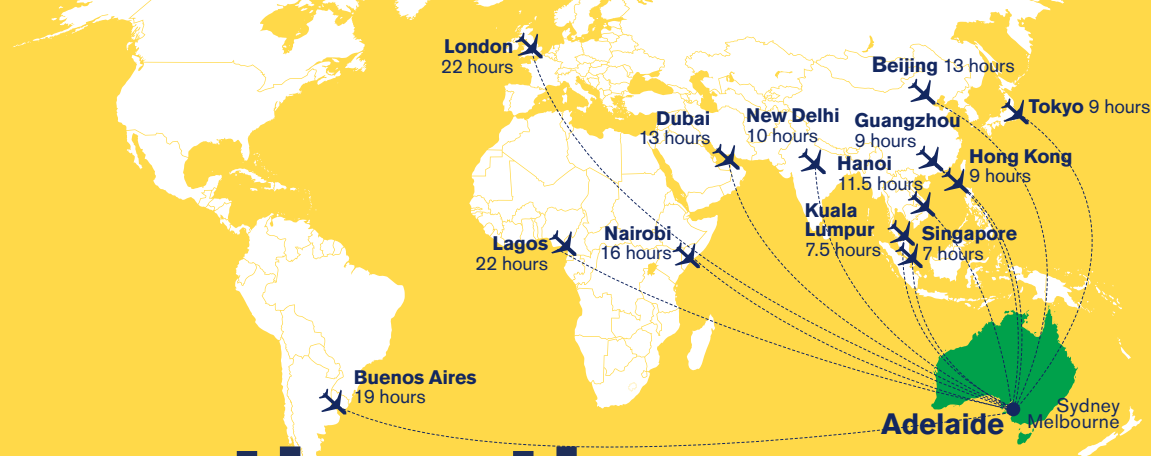 London
22 hours
Beijing 13 hours
Tokyo 9 hours
Dubai
13 hours
New Delhi
10 hours
Guangzhou
9 hours
Hanoi
11.5 hours
Hong Kong
9 hours
Kuala
Lumpur
7.5 hours
Singapore
7 hours
Lagos
22 hours
Nairobi
16 hours
Buenos Aires
19 hours
Adelaide
Sydney
Melbourne